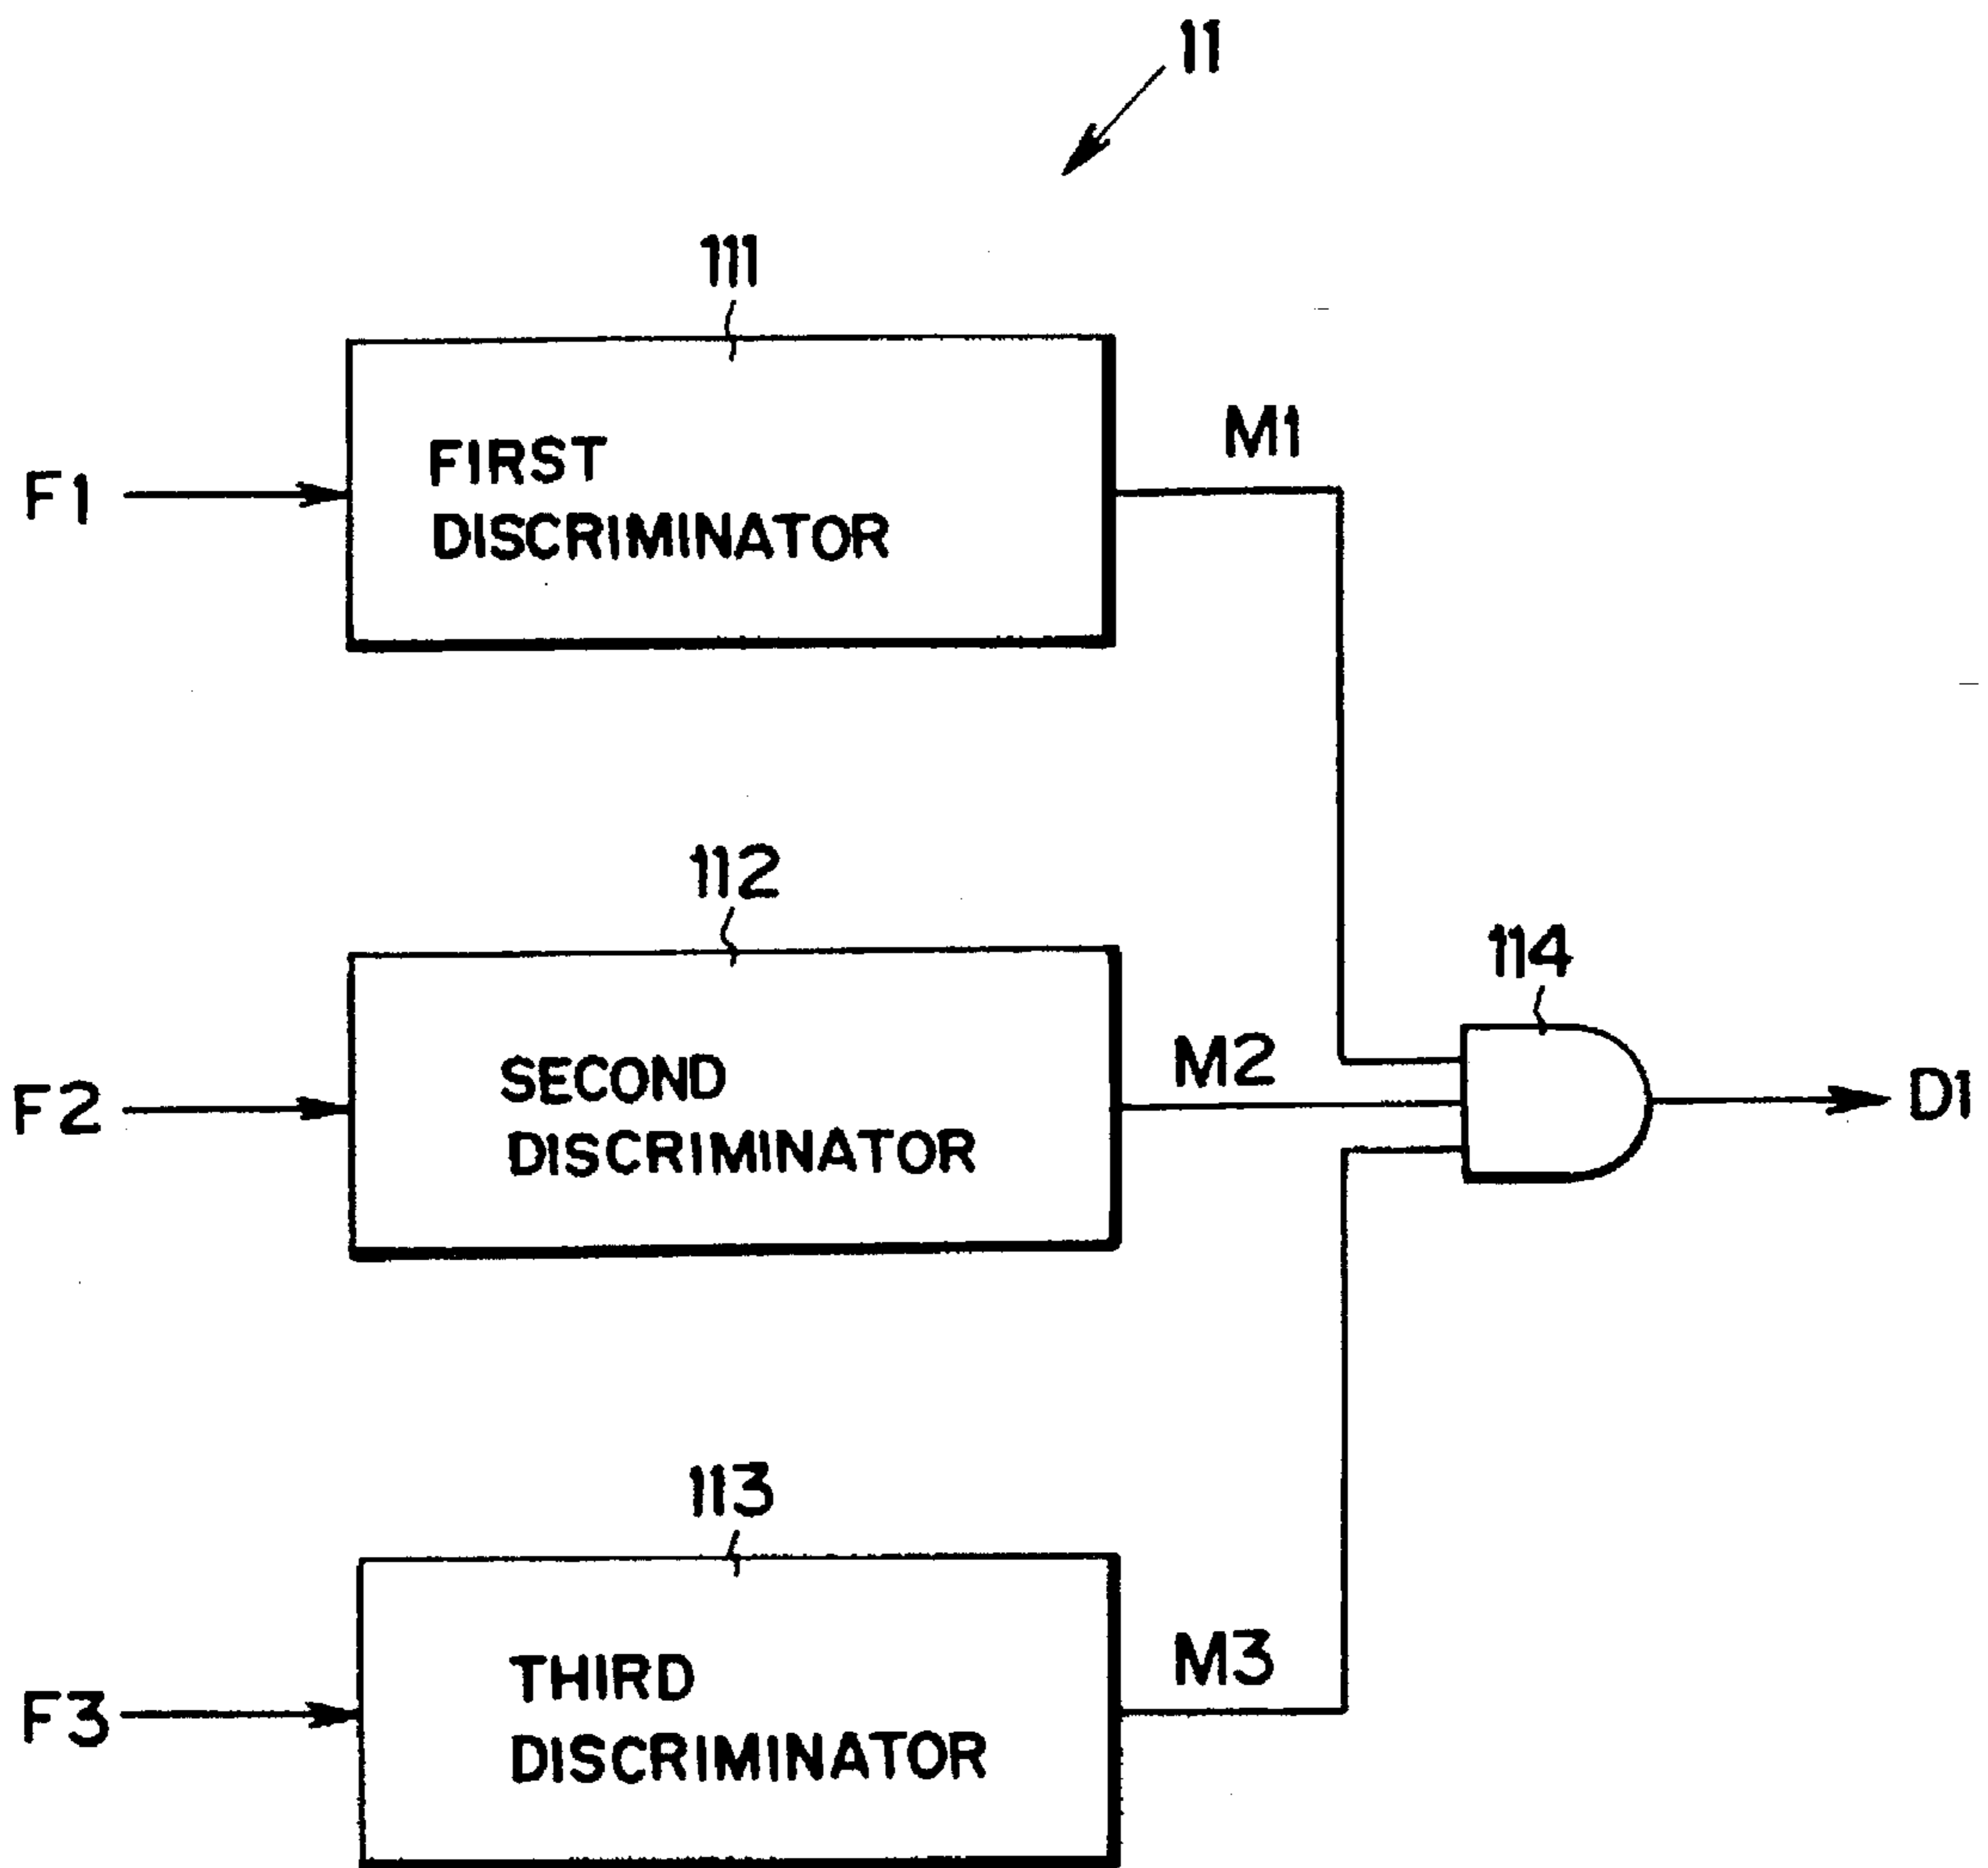 11
111
F1
FIRST
DISCRIMINATOR
M1
112
F2
SECOND
DISCRIMINATOR
M2
114
D1
113
F3
THIRD
DISCRIMINATOR
M3